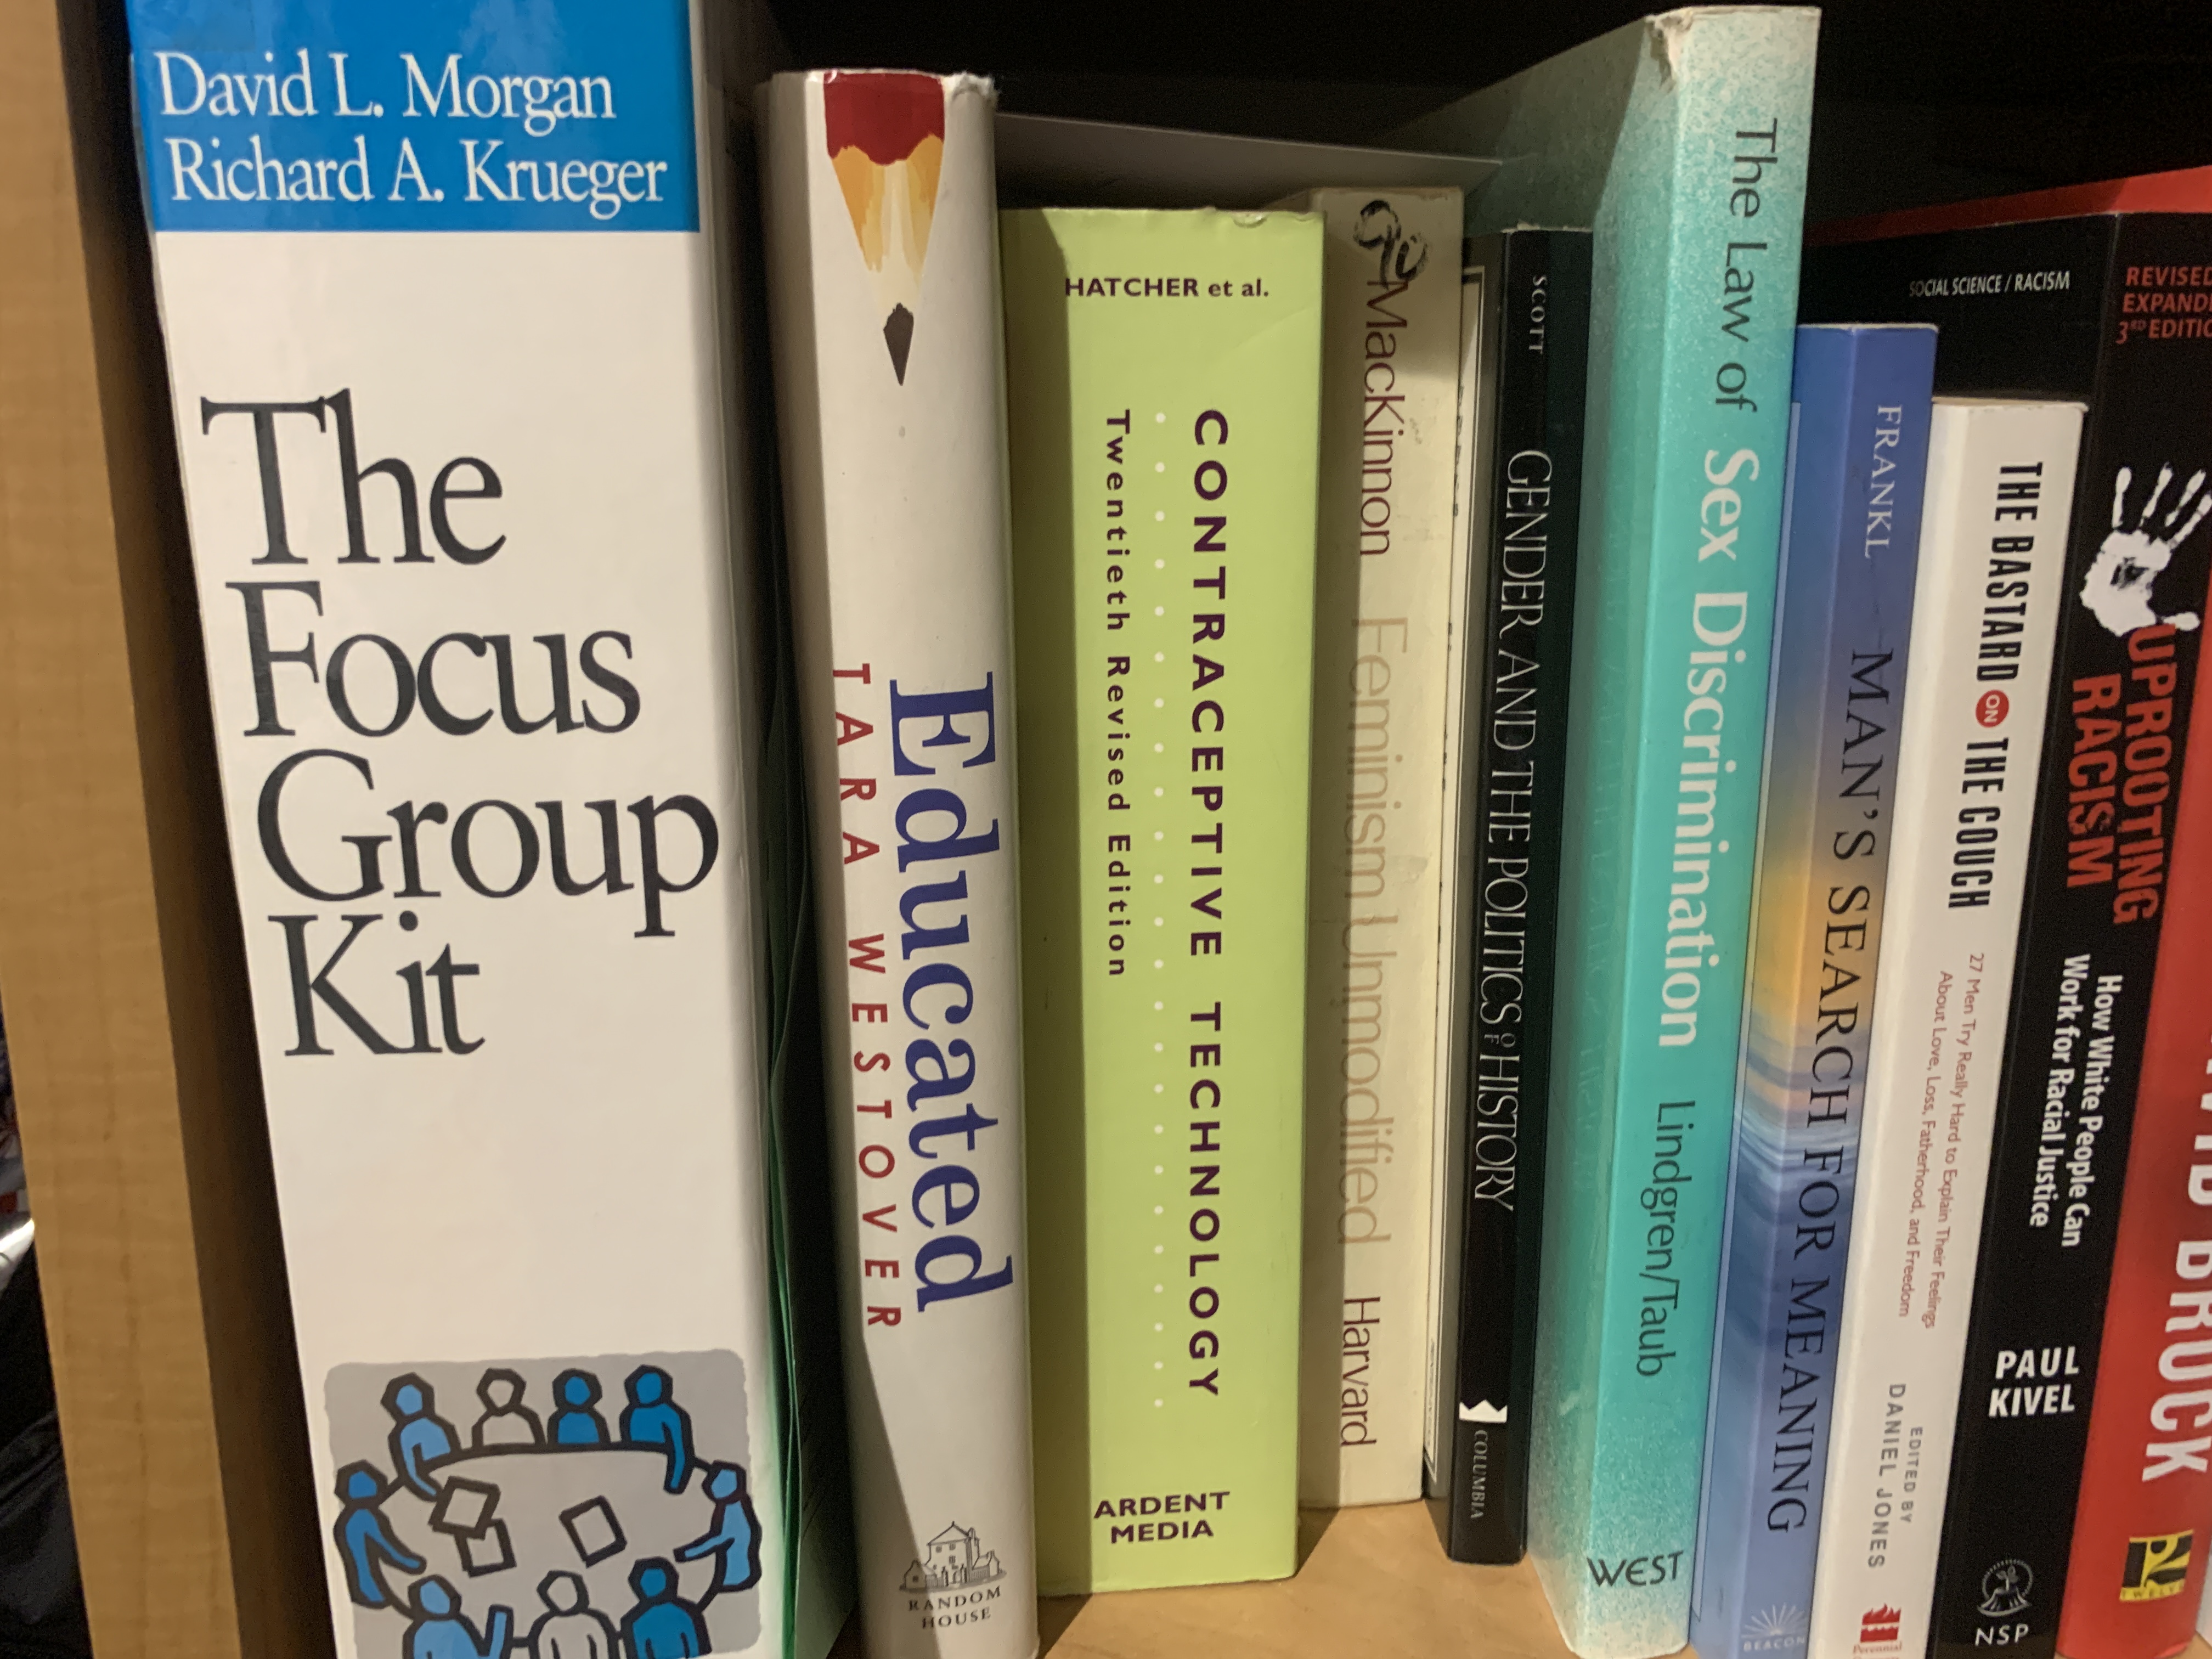 David L. Morgan
Richard A. Krueger
The
Focus
Group
Kit
Educated
TARA WESTOVER
RANDOM
HOUSE
HATCHER et al.
CONTRACEPTIVE TECHNOLOGY
Twentieth Revised Edition
ARDENT
MEDIA
MacKinnon Feminism Unmodified Harvard
SCOTT GENDER AND THE POLITICS OF HISTORY COLUMBIA
The Law of Sex Discrimination Lindgren/Taub
WEST
FRANKL MAN'S SEARCH FOR MEANING
BEACON
THE BASTARD ON THE COUCH
27 Men Try Really Hard to Explain Their Feelings
About Love, Loss, Fatherhood, and Freedom
EDITED BY
DANIEL JONES
Perennial
SOCIAL SCIENCE / RACISM
REVISED
3RD
UPROOTING
RACISM
How White People Can
Work for Racial Justice
PAUL
KIVEL
NSP
BROCK